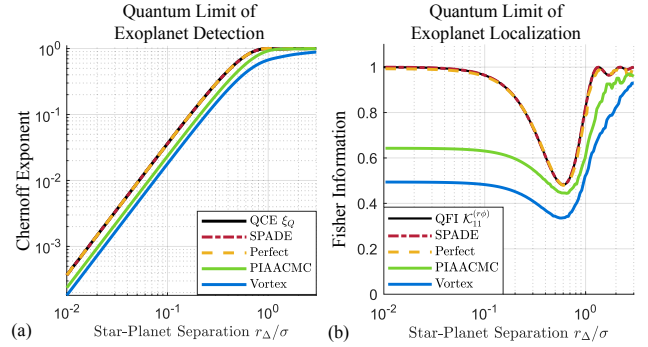 Quantum Limit of
Exoplanet Detection
Chernoff Exponent
10^0
10^-1
10^-2
10^-3
QCE ξ_Q
SPADE
Perfect
PIAACMC
Vortex
10^-2
10^-1
10^0
(a)
Star-Planet Separation r_Δ/σ
Quantum Limit of
Exoplanet Localization
Fisher Information
1
0.8
0.6
0.4
0.2
0
QFI 𝒦_11^(rϕ)
SPADE
Perfect
PIAACMC
Vortex
10^-2
10^-1
10^0
(b)
Star-Planet Separation r_Δ/σ